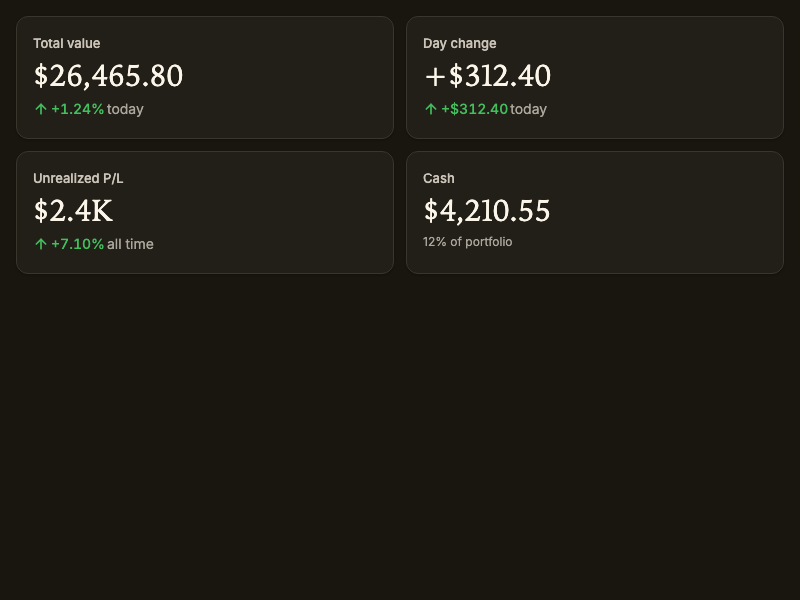 Total value
$26,465.80
↑ +1.24% today
Day change
+$312.40
↑ +$312.40 today
Unrealized P/L
$2.4K
↑ +7.10% all time
Cash
$4,210.55
12% of portfolio